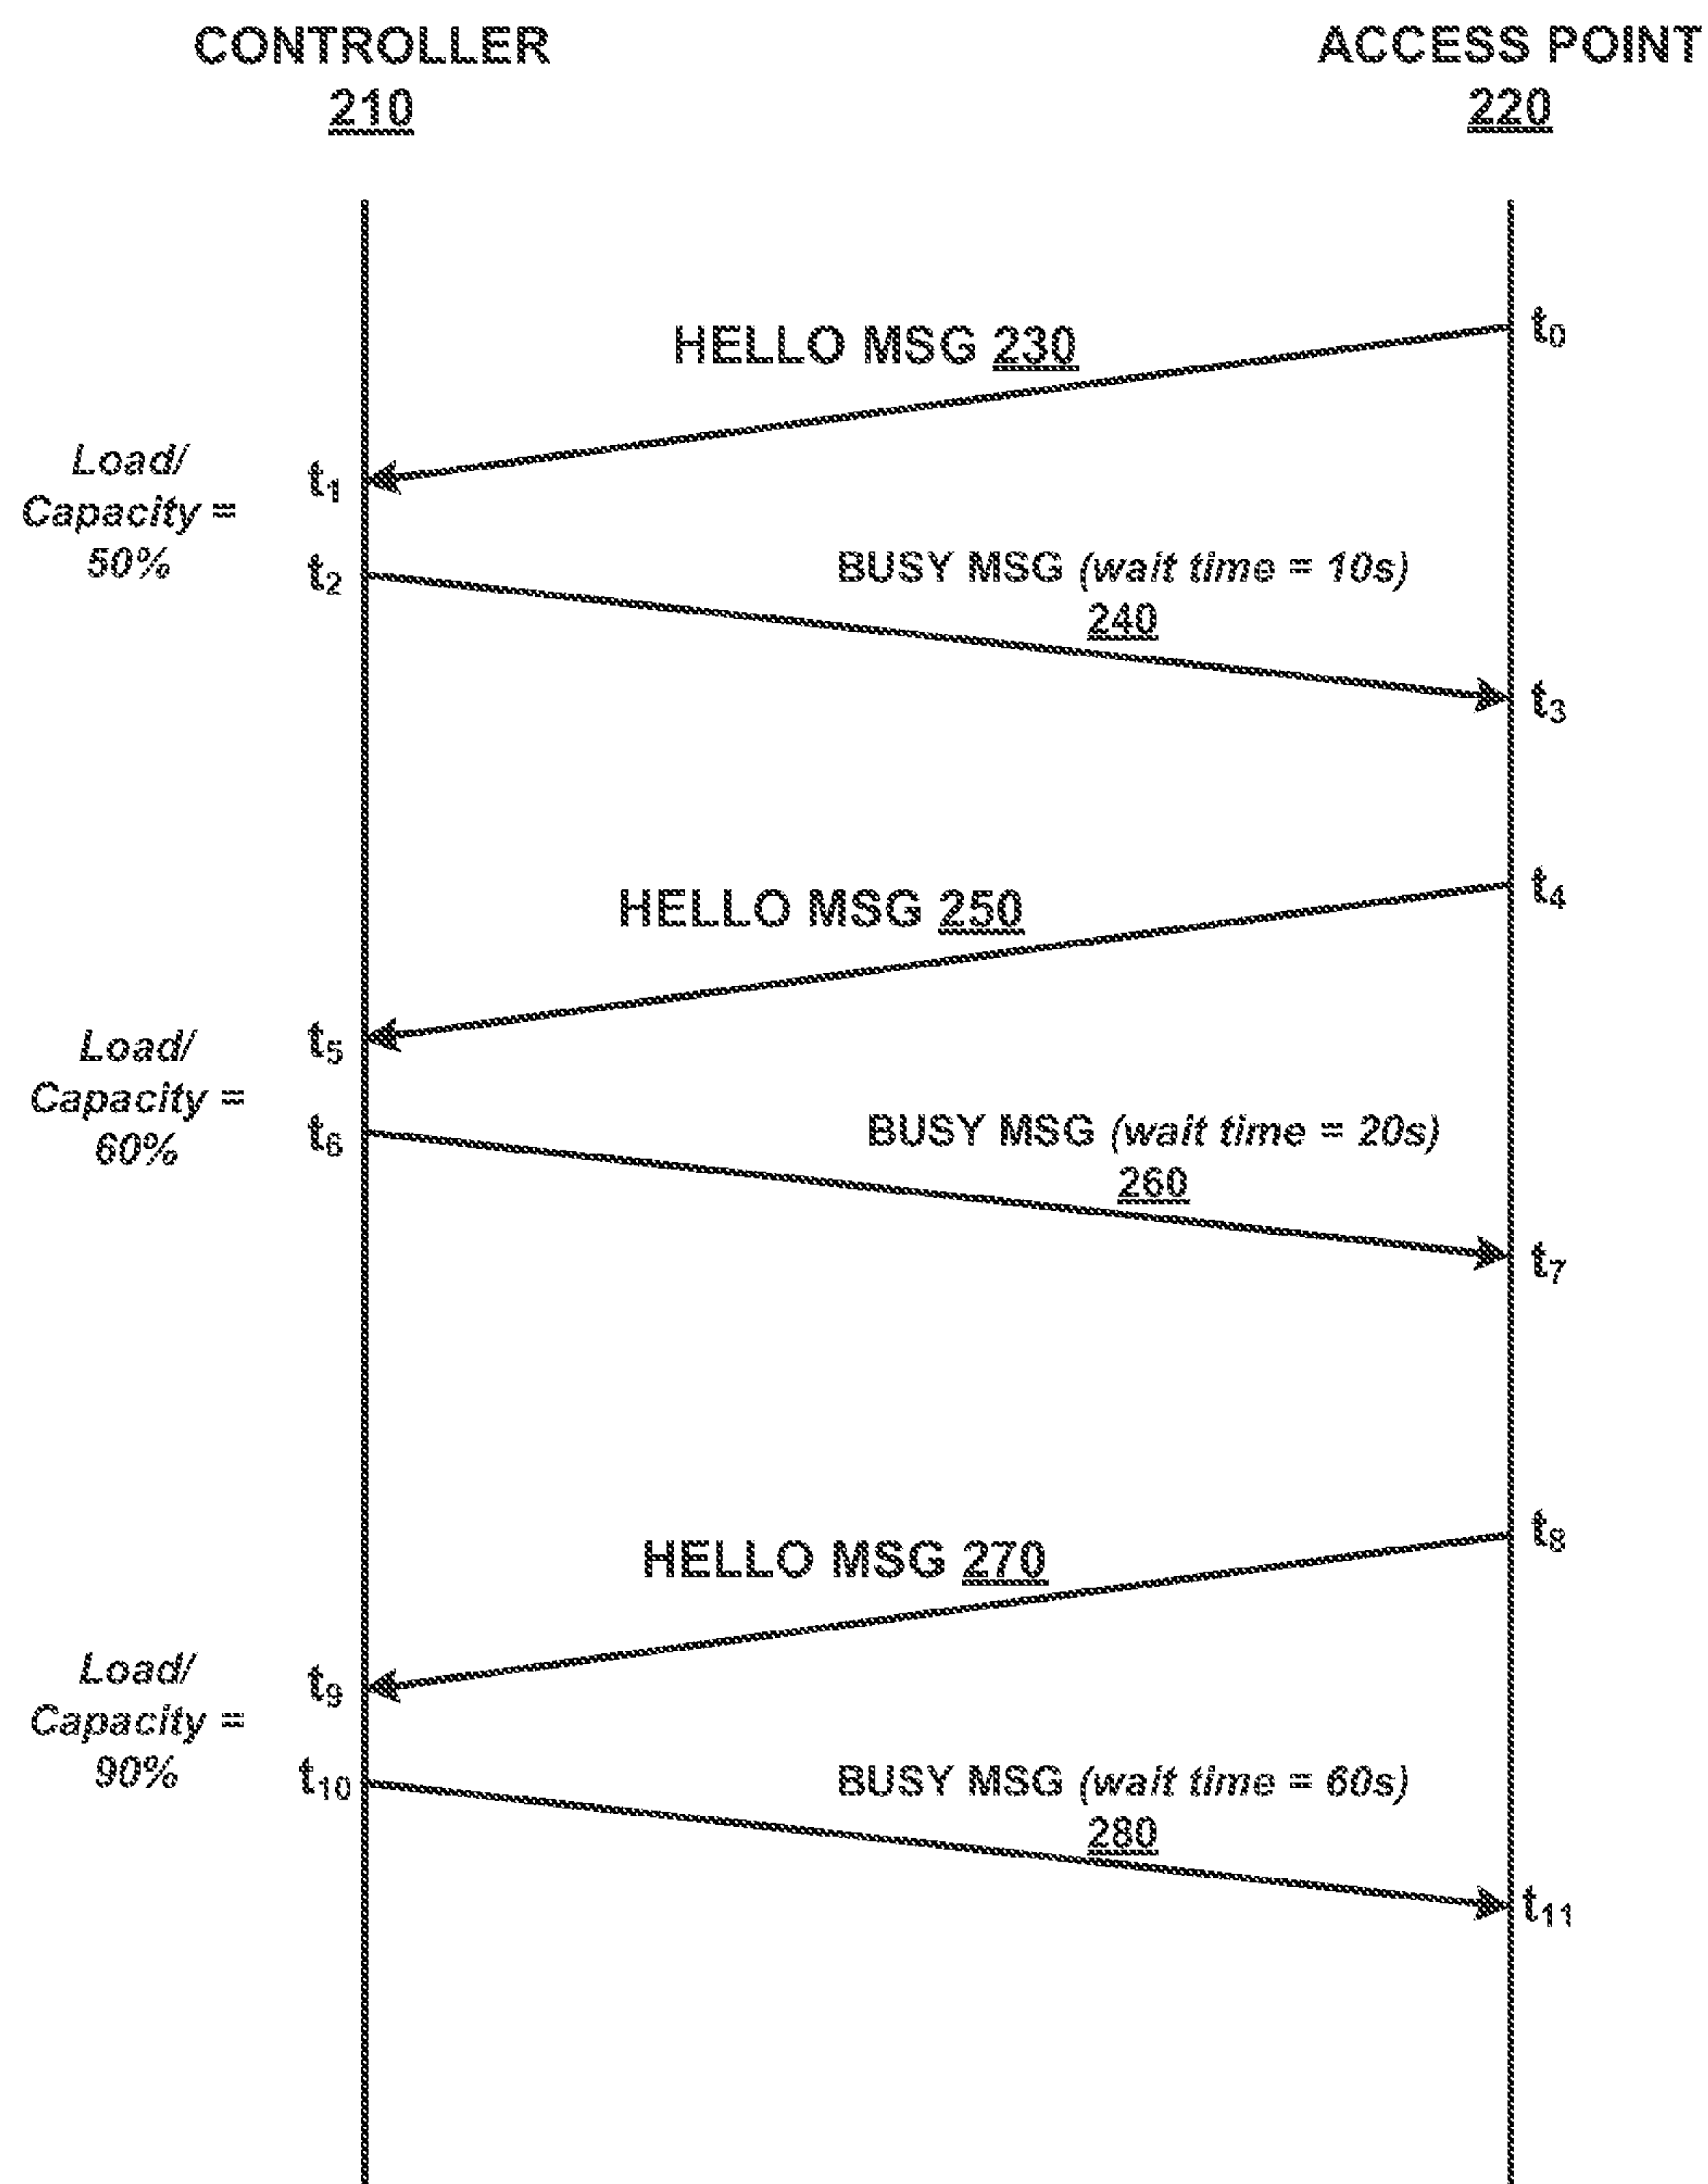 CONTROLLER
210
ACCESS POINT
220
t0
HELLO MSG 230
Load/
Capacity =
50%
t1
t2
BUSY MSG (wait time = 10s)
240
t3
t4
HELLO MSG 250
Load/
Capacity =
60%
t5
t6
BUSY MSG (wait time = 20s)
260
t7
t8
HELLO MSG 270
Load/
Capacity =
90%
t9
t10
BUSY MSG (wait time = 60s)
280
t11